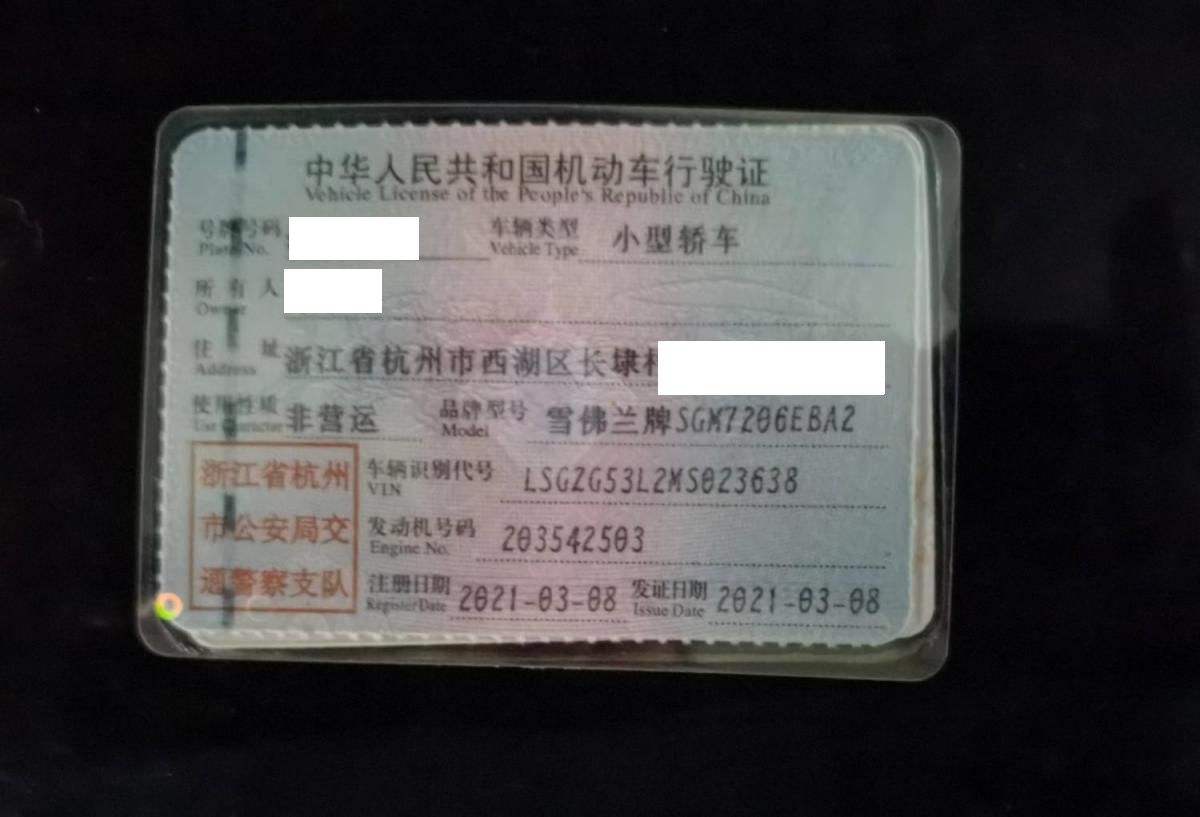 中华人民共和国机动车行驶证
Vehicle License of the People's Republic of China
号牌号码 车辆类型 小型轿车
Plate No. Vehicle Type
所有人
Owner
住址 浙江省杭州市西湖区长埭村
Address
使用性质 非营运 品牌型号 雪佛兰牌SGM7206EBA2
Use Character Model
浙江省杭州
市公安局交
通警察支队
车辆识别代号 LSGZG53L2MS023638
VIN
发动机号码 203542503
Engine No.
注册日期 2021-03-08 发证日期 2021-03-08
Register Date Issue Date